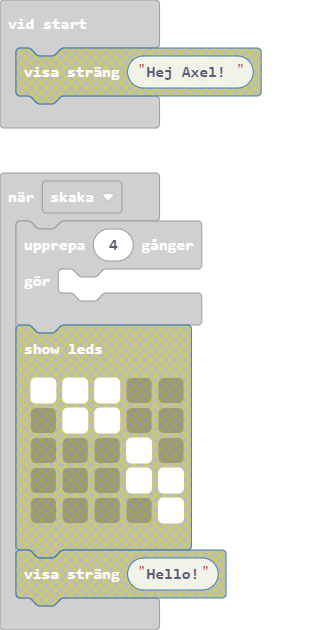 vid start
visa sträng "Hej Axel! "
när skaka
upprepa 4 gånger
gör
show leds
visa sträng "Hello!"